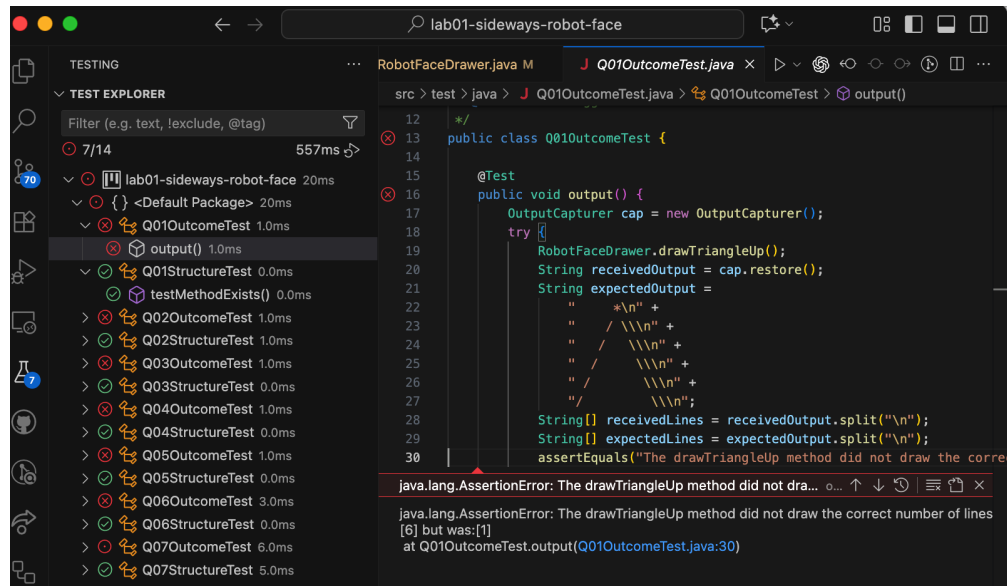 lab01-sideways-robot-face
TESTING
TEST EXPLORER
Filter (e.g. text, !exclude, @tag)
7/14 557ms
lab01-sideways-robot-face 20ms
{ } <Default Package> 20ms
Q01OutcomeTest 1.0ms
output() 1.0ms
Q01StructureTest 0.0ms
testMethodExists() 0.0ms
Q02OutcomeTest 1.0ms
Q02StructureTest 1.0ms
Q03OutcomeTest 1.0ms
Q03StructureTest 0.0ms
Q04OutcomeTest 1.0ms
Q04StructureTest 0.0ms
Q05OutcomeTest 1.0ms
Q05StructureTest 0.0ms
Q06OutcomeTest 3.0ms
Q06StructureTest 0.0ms
Q07OutcomeTest 6.0ms
Q07StructureTest 5.0ms
70
7
RobotFaceDrawer.java M
J Q01OutcomeTest.java
src > test > java > J Q01OutcomeTest.java > Q01OutcomeTest > output()
12 */
13 public class Q01OutcomeTest {
14
15 @Test
16 public void output() {
17 OutputCapturer cap = new OutputCapturer();
18 try {
19 RobotFaceDrawer.drawTriangleUp();
20 String receivedOutput = cap.restore();
21 String expectedOutput =
22 "     *\n" +
23 "    / \\\n" +
24 "   /   \\\n" +
25 "  /     \\\n" +
26 " /       \\\n" +
27 "/         \\\n";
28 String[] receivedLines = receivedOutput.split("\n");
29 String[] expectedLines = expectedOutput.split("\n");
30 assertEquals("The drawTriangleUp method did not draw the corre
java.lang.AssertionError: The drawTriangleUp method did not dra... o...
java.lang.AssertionError: The drawTriangleUp method did not draw the correct number of lines
[6] but was:[1]
at Q01OutcomeTest.output(Q01OutcomeTest.java:30)